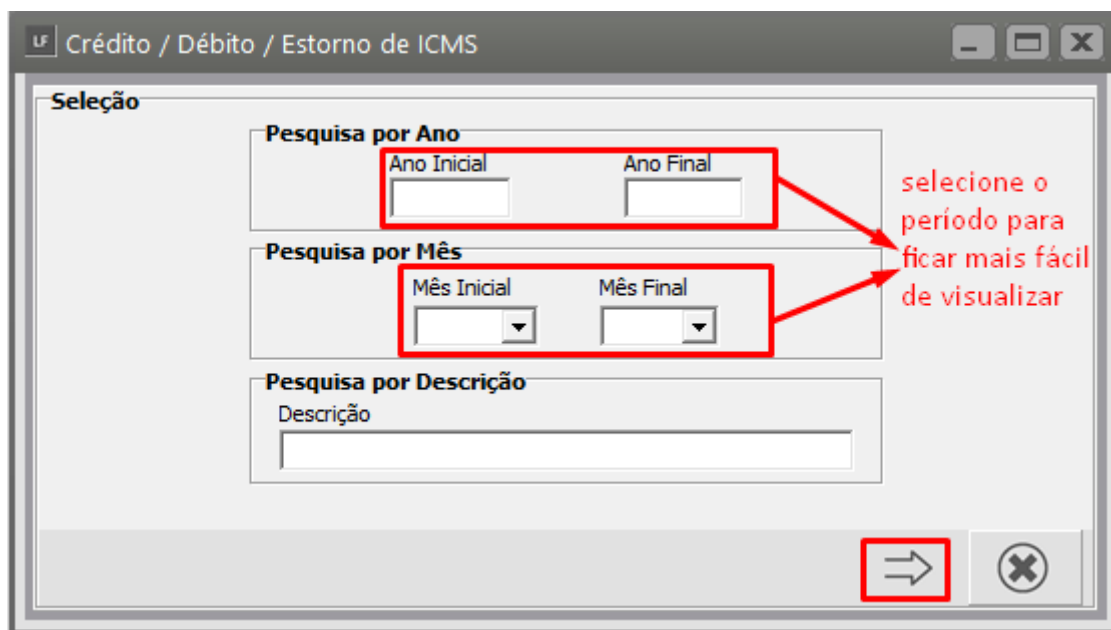 LF Crédito / Débito / Estorno de ICMS
Seleção
Pesquisa por Ano
Ano Inicial
Ano Final
selecione o
período para
ficar mais fácil
de visualizar
Pesquisa por Mês
Mês Inicial
Mês Final
Pesquisa por Descrição
Descrição